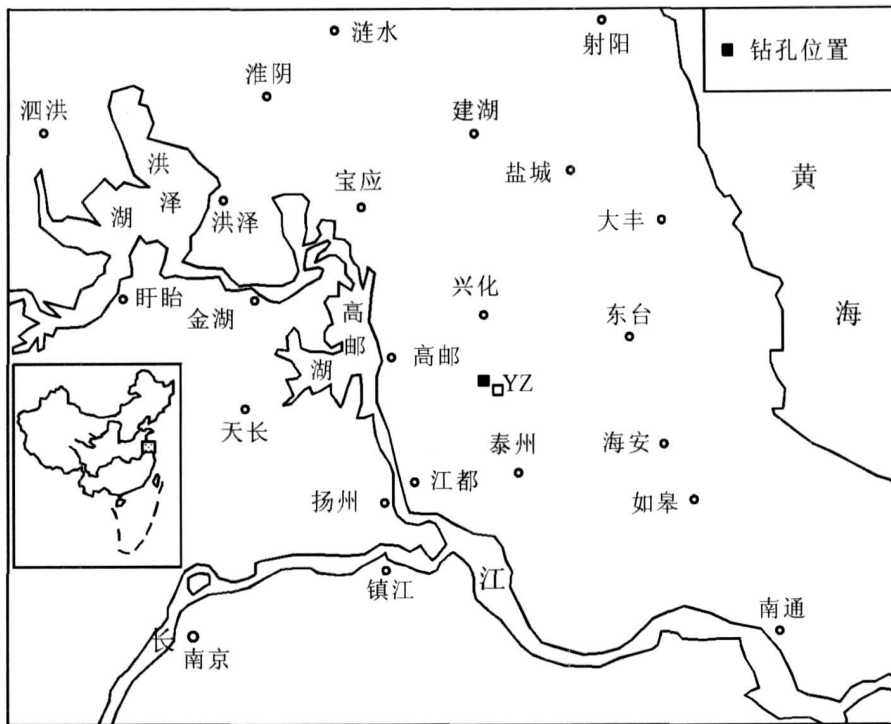 涟水
射阳
钻孔位置
淮阴
泗洪
建湖
洪
泽
湖
盐城
黄
海
宝应
洪泽
大丰
兴化
盱眙
金湖
高
邮
湖
东台
高邮
YZ
天长
泰州
海安
江都
扬州
如皋
镇江
江
南通
长
南京